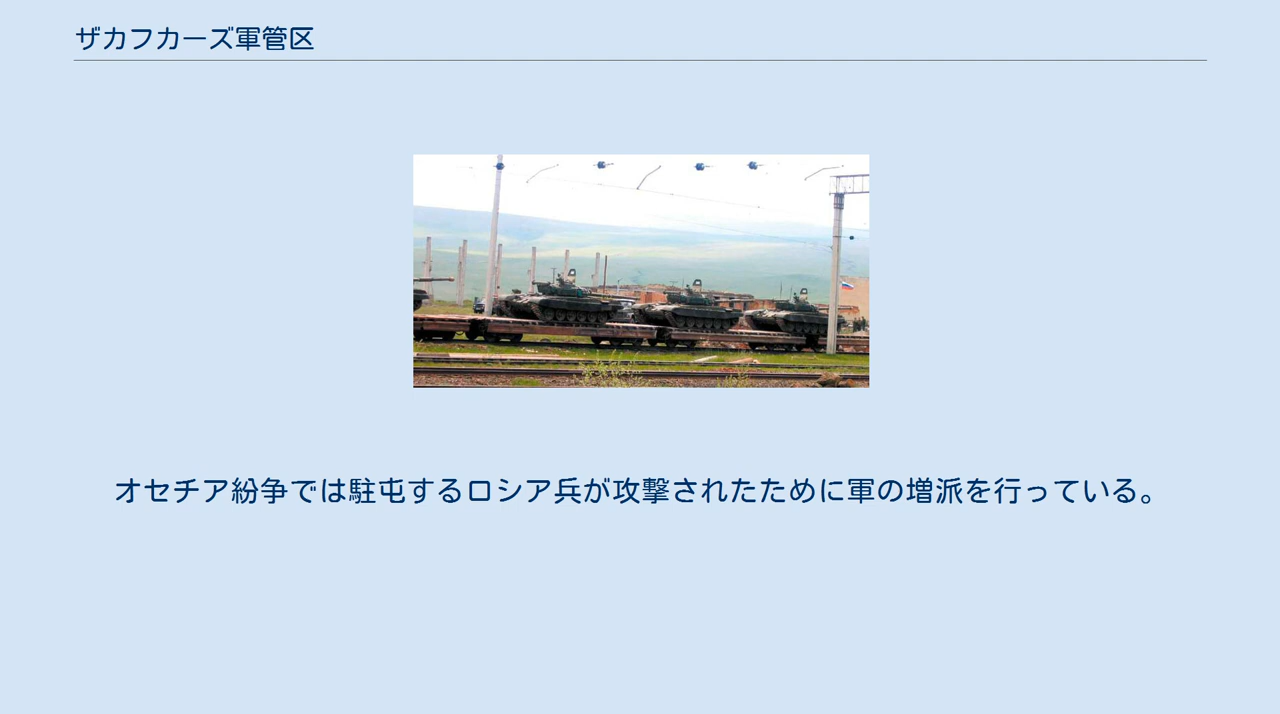 ザカフカーズ軍管区
オセチア紛争では駐屯するロシア兵が攻撃されたために軍の増派を行っている。